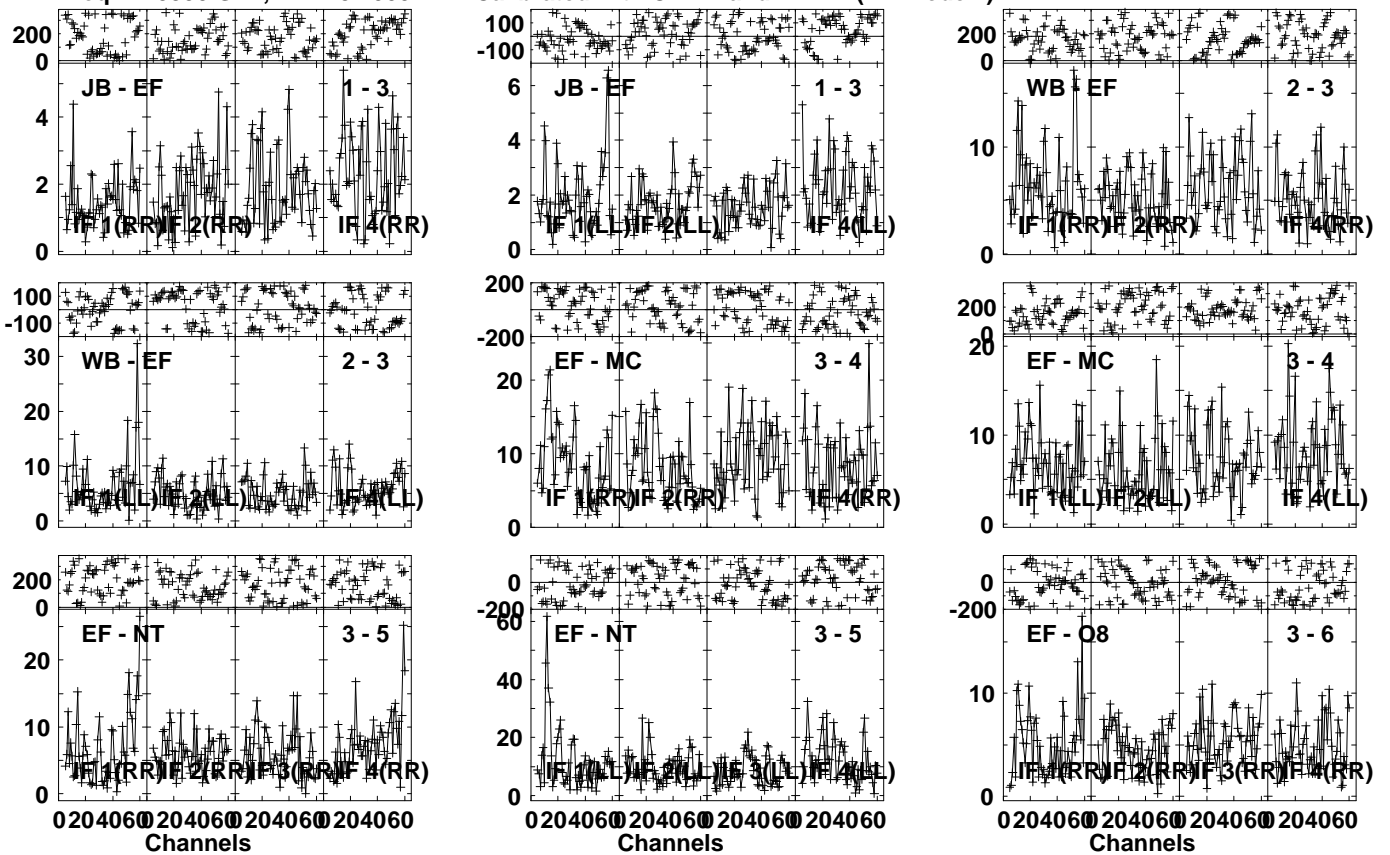 200
0
JB - EF
1 - 3
4
2
0
IF 1(RR)
IF 2(RR)
IF 4(RR)
100
-100
JB - EF
1 - 3
6
4
2
0
IF 1(LL)
IF 2(LL)
IF 4(LL)
200
0
WB - EF
2 - 3
10
0
IF 1(RR)
IF 2(RR)
IF 4(RR)
100
-100
WB - EF
2 - 3
30
20
10
0
IF 1(LL)
IF 2(LL)
IF 4(LL)
200
-200
EF - MC
3 - 4
20
10
0
IF 1(RR)
IF 2(RR)
IF 4(RR)
200
0
EF - MC
3 - 4
20
10
0
IF 1(LL)
IF 2(LL)
IF 4(LL)
200
0
EF - NT
3 - 5
20
10
0
IF 1(RR)
IF 2(RR)
IF 3(RR)
IF 4(RR)
0 20 40 60 0 20 40 60 0 20 40 60 0 20 40 60
Channels
0
-200
EF - NT
3 - 5
60
40
20
0
IF 1(LL)
IF 2(LL)
IF 3(LL)
IF 4(LL)
0 20 40 60 0 20 40 60 0 20 40 60 0 20 40 60
Channels
0
-200
EF - O8
3 - 6
10
0
IF 1(RR)
IF 2(RR)
IF 3(RR)
IF 4(RR)
0 20 40 60 0 20 40 60 0 20 40 60 0 20 40 60
Channels